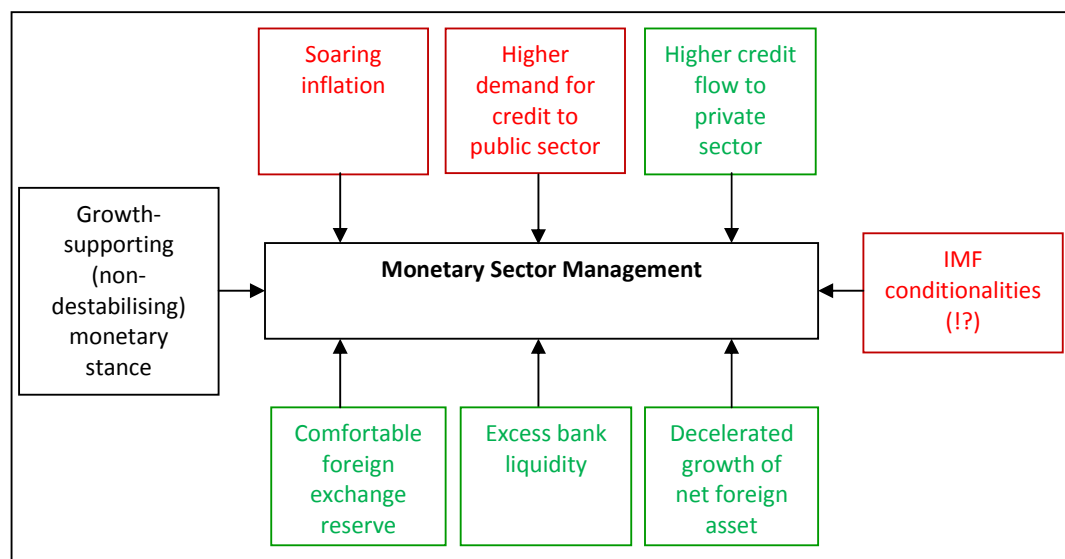 Soaring
inflation
Higher
demand for
credit to
public sector
Higher credit
flow to
private
sector
Growth-
supporting
(non-
destabilising)
monetary
stance
Monetary Sector Management
IMF
conditionalities
(!?)
Comfortable
foreign
exchange
reserve
Excess bank
liquidity
Decelerated
growth of
net foreign
asset